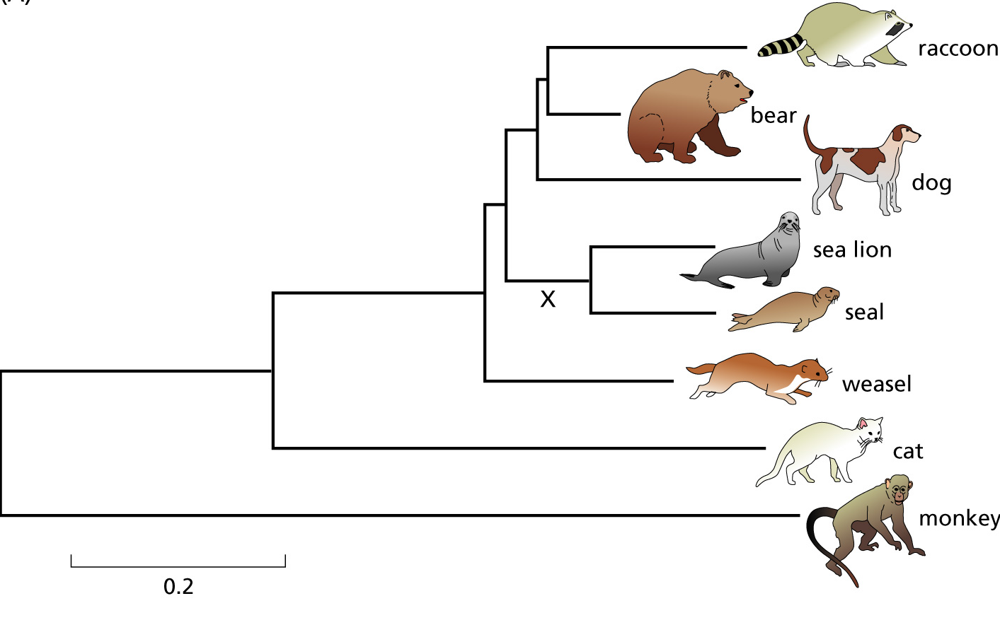 (A)
raccoon
bear
dog
sea lion
X
seal
weasel
cat
monkey
0.2